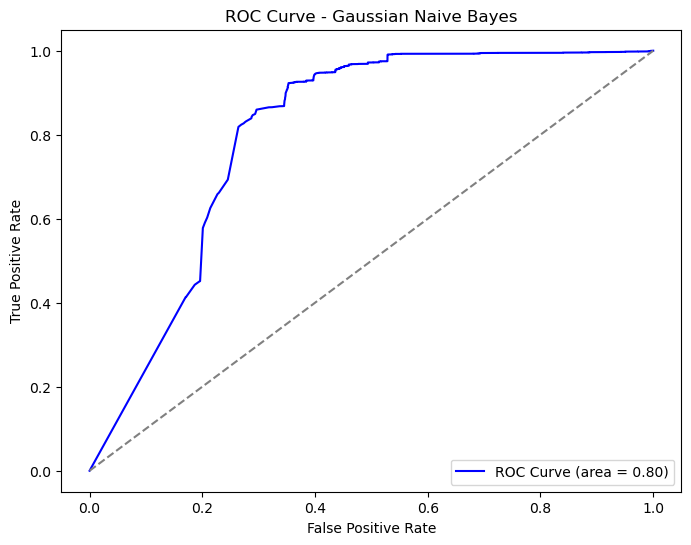 ROC Curve - Gaussian Naive Bayes
True Positive Rate
1.0
0.8
0.6
0.4
0.2
0.0
ROC Curve (area = 0.80)
0.0 0.2 0.4 0.6 0.8 1.0
False Positive Rate